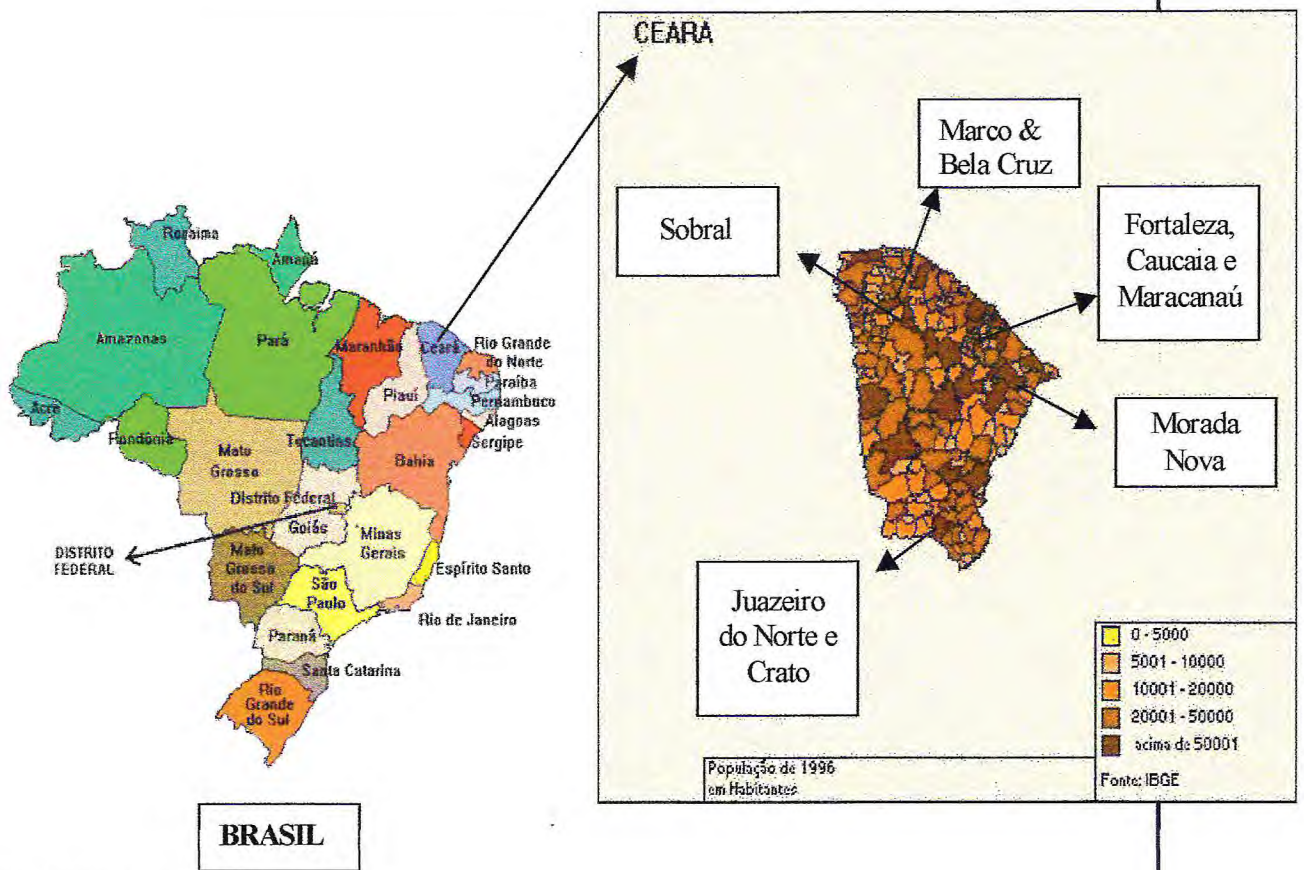 CEARA
Marco &
Bela Cruz
Sobral
Fortaleza,
Caucaia e
Maracanaú
Morada
Nova
Juazeiro
do Norte e
Crato
0 - 5000
5001 - 10000
10001 - 20000
20001 - 50000
acima de 50001
Fonte: IBGE
População de 1996
em Habitantes
Roraima
Amapá
Amazonas
Pará
Maranhão
Ceará
Rio Grande
do Norte
Paraíba
Piauí
Pernambuco
Acre
Alagoas
Rondônia
Tocantins
Sergipe
Mato
Grosso
Bahia
Distrito Federal
Goiás
Minas
Gerais
DISTRITO
FEDERAL
Mato
Grosso
do Sul
Espírito Santo
São
Paulo
Rio de Janeiro
Paraná
Santa Catarina
Rio
Grande
do Sul
BRASIL